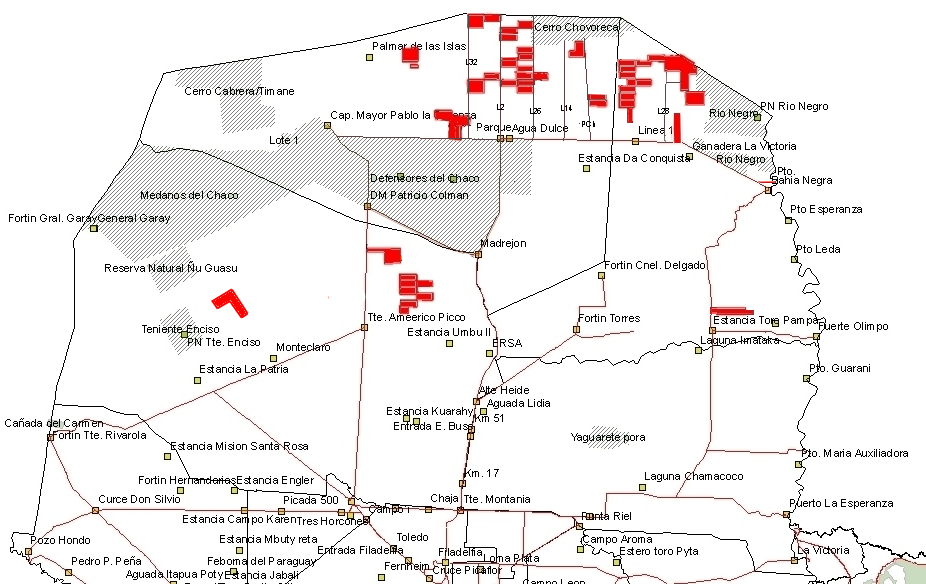 Cerro Chovoreca
Palmar de las Islas
L32
Cerro Cabrera/Timane
L2
L26
L14
PCh
L28
Rio Negro
PN Rio Negro
Cap. Mayor Pablo la
Parque
Agua Dulce
Linea 1
Lote 1
Ganadera La Victoria
Estancia Da Conquista
Rio Negro
Pto.
Bahia Negra
Defensores del Chaco
Medanos del Chaco
DM Patricio Colman
Pto Esperanza
Fortin Gral. Garay
General Garay
Madrejon
Pto Leda
Reserva Natural Ñu Guasu
Fortin Cnel. Delgado
Tte. Ameerico Picco
Fortin Torres
Estancia Toro Pampa
Fuerte Olimpo
Teniente Enciso
PN Tte. Enciso
Estancia Umbu II
ERSA
Laguna Imakata
Monteclaro
Estancia La Patria
Pto. Guarani
Alte Heide
Aguada Lidia
Estancia Kuarahy
Km 51
Cañada del Carmen
Fortin Tte. Rivarola
Entrada E. Busa
Yaguarete pora
Estancia Mision Santa Rosa
Pto. Maria Auxiliadora
Fortin Hernandarias
Estancia Engler
Km. 17
Laguna Chamacoco
Curce Don Silvio
Picada 500
Chaja
Tte. Montania
Puerto La Esperanza
Estancia Campo Karen
Tres Horcones
Campo i
Punta Riel
Pozo Hondo
Estancia Mbuty reta
Toledo
Campo Aroma
Entrada Filadelfia
Filadelfia
Estero toro Pyta
La Victoria
Pedro P. Peña
Feboma del Paraguay
Fernheim
Loma Plata
Aguada Itapua Poty
Estancia Jabali
Cruce Picaflor
Campo Leon